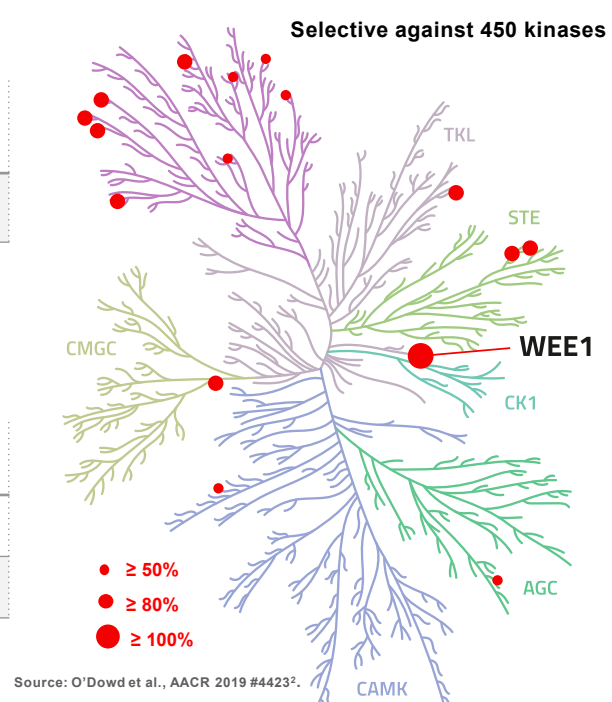 Selective against 450 kinases
TKL
STE
WEE1
CMGC
CK1
≥ 50%
AGC
≥ 80%
≥ 100%
Source: O’Dowd et al., AACR 2019 #4423².
CAMK